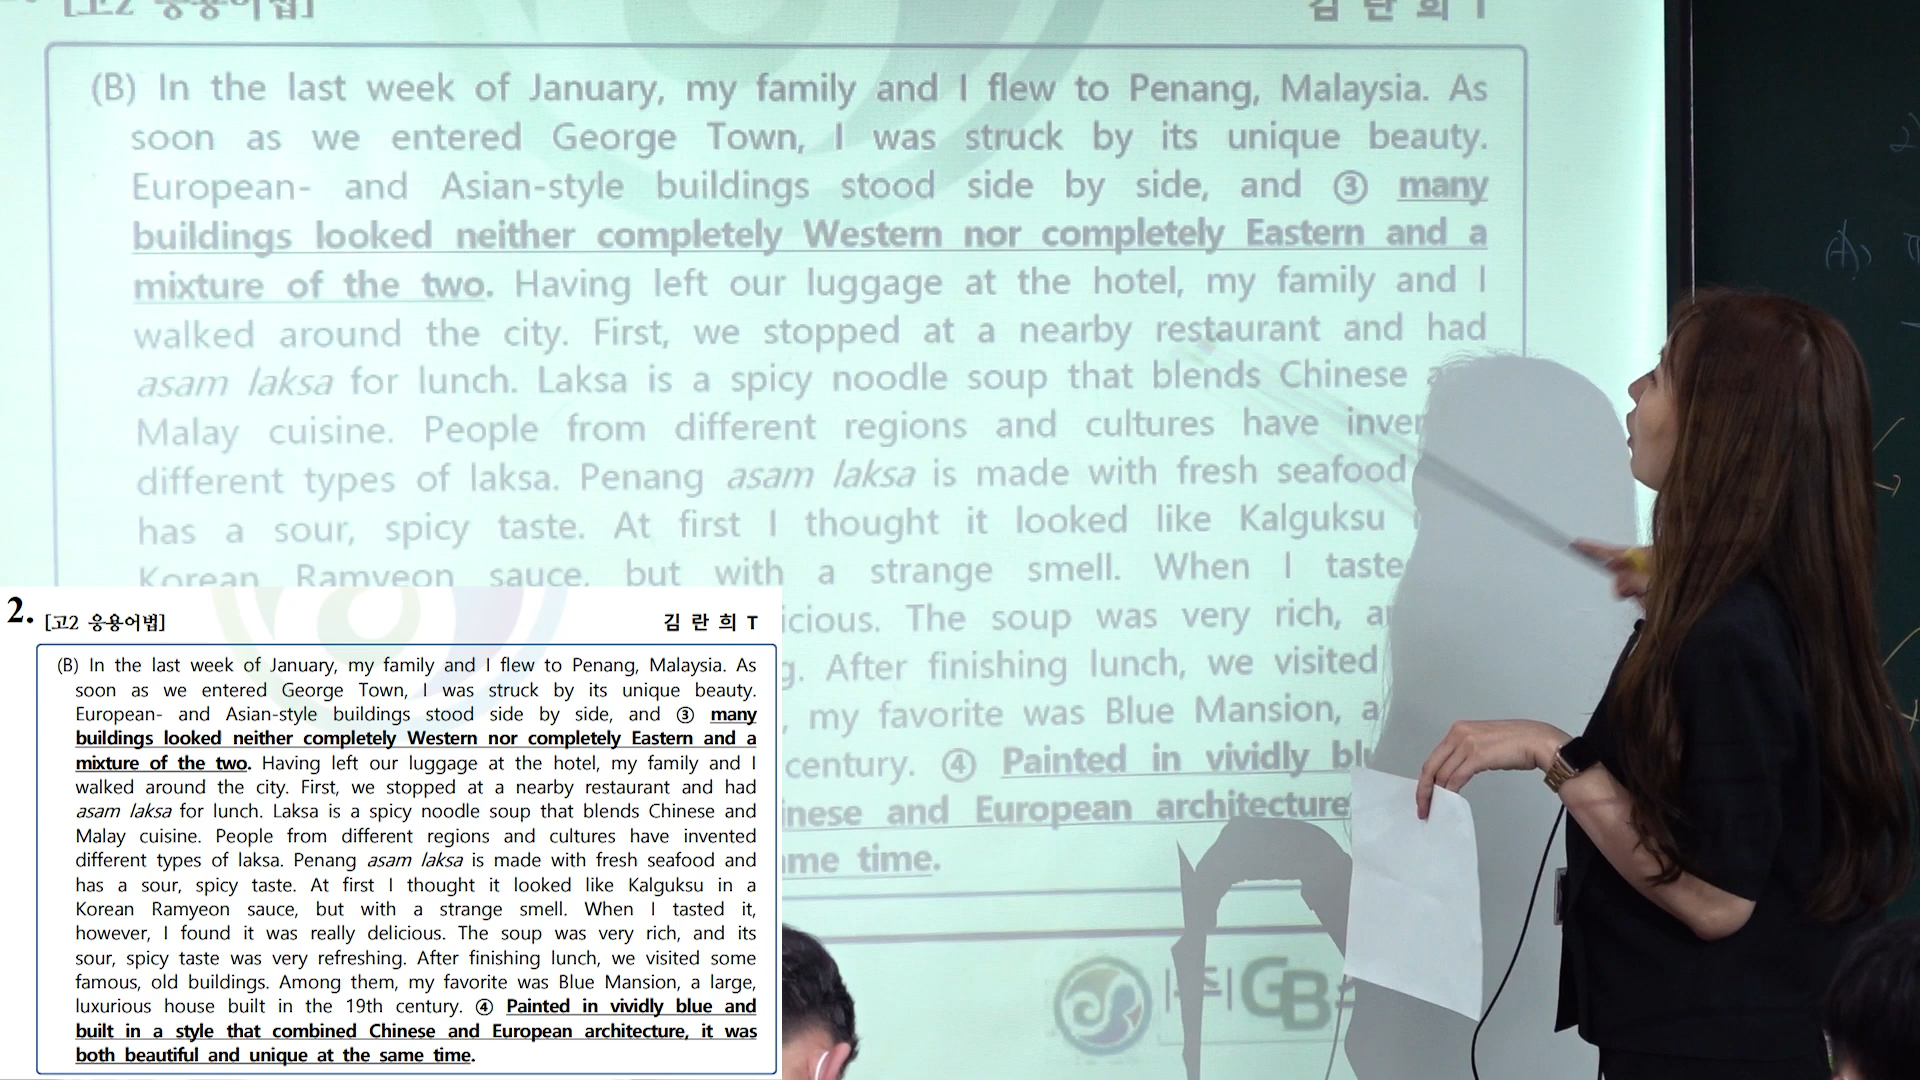 [고2 응용어법]
김 란 희 T
(B) In the last week of January, my family and I flew to Penang, Malaysia. As
soon as we entered George Town, I was struck by its unique beauty.
European- and Asian-style buildings stood side by side, and ③ many
buildings looked neither completely Western nor completely Eastern and a
mixture of the two. Having left our luggage at the hotel, my family and I
walked around the city. First, we stopped at a nearby restaurant and had
asam laksa for lunch. Laksa is a spicy noodle soup that blends Chinese
Malay cuisine. People from different regions and cultures have inver
different types of laksa. Penang asam laksa is made with fresh seafood
has a sour, spicy taste. At first I thought it looked like Kalguksu
Korean Ramyeon sauce, but with a strange smell. When I taste
icious. The soup was very rich, ar
g. After finishing lunch, we visited
, my favorite was Blue Mansion, a
century. ④ Painted in vividly blu
inese and European architecture
me time.
GB
2. [고2 응용어법]
김 란 희 T
(B) In the last week of January, my family and I flew to Penang, Malaysia. As
soon as we entered George Town, I was struck by its unique beauty.
European- and Asian-style buildings stood side by side, and ③ many
buildings looked neither completely Western nor completely Eastern and a
mixture of the two. Having left our luggage at the hotel, my family and I
walked around the city. First, we stopped at a nearby restaurant and had
asam laksa for lunch. Laksa is a spicy noodle soup that blends Chinese and
Malay cuisine. People from different regions and cultures have invented
different types of laksa. Penang asam laksa is made with fresh seafood and
has a sour, spicy taste. At first I thought it looked like Kalguksu in a
Korean Ramyeon sauce, but with a strange smell. When I tasted it,
however, I found it was really delicious. The soup was very rich, and its
sour, spicy taste was very refreshing. After finishing lunch, we visited some
famous, old buildings. Among them, my favorite was Blue Mansion, a large,
luxurious house built in the 19th century. ④ Painted in vividly blue and
built in a style that combined Chinese and European architecture, it was
both beautiful and unique at the same time.